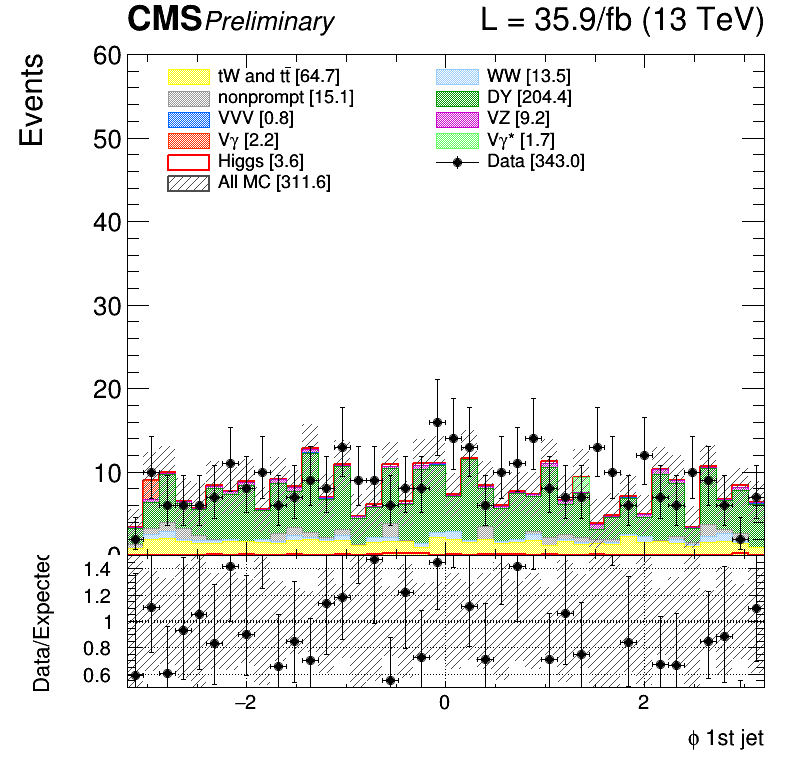 CMS Preliminary L = 35.9/fb (13 TeV)
Events
60
50
40
30
20
10
0
tW and tt̄ [64.7]
nonprompt [15.1]
VVV [0.8]
Vγ [2.2]
Higgs [3.6]
All MC [311.6]
WW [13.5]
DY [204.4]
VZ [9.2]
Vγ* [1.7]
Data [343.0]
Data/Expected
1.4
1.2
1
0.8
0.6
−2 0 2
ϕ 1st jet